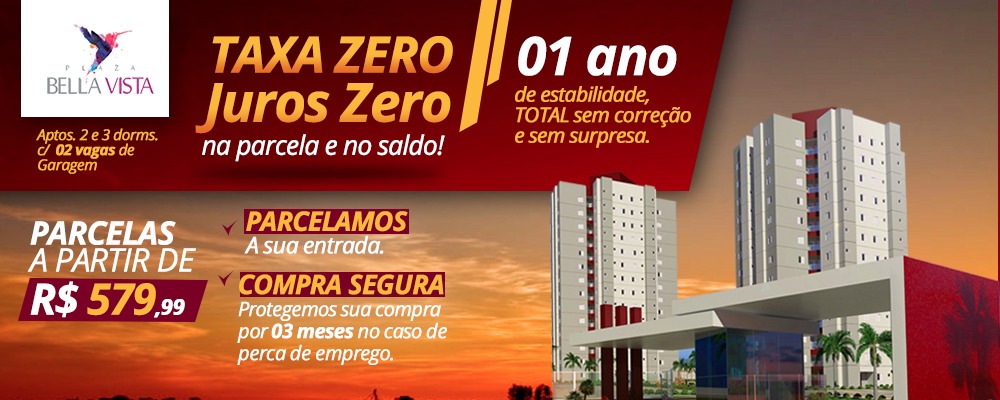 PLAZA
BELLA VISTA
Aptos. 2 e 3 dorms.
c/ 02 vagas de
Garagem
TAXA ZERO
Juros Zero
na parcela e no saldo!
01 ano
de estabilidade,
TOTAL sem correção
e sem surpresa.
PARCELAS
A PARTIR DE
R$ 579,99
PARCELAMOS
A sua entrada.
COMPRA SEGURA
Protegemos sua compra
por 03 meses no caso de
perca de emprego.